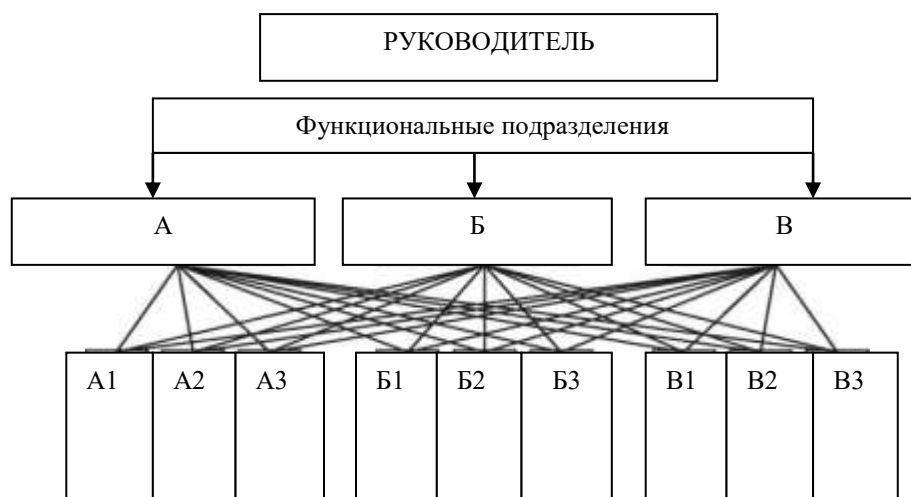 РУКОВОДИТЕЛЬ
Функциональные подразделения
А Б В
А1 А2 А3 Б1 Б2 Б3 В1 В2 В3